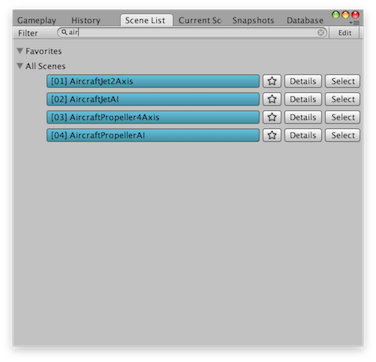 Gameplay History Scene List Current Sc Snapshots Database
Filter air Edit
Favorites
All Scenes
[01] AircraftJet2Axis Details Select
[02] AircraftJetAI Details Select
[03] AircraftPropeller4Axis Details Select
[04] AircraftPropellerAI Details Select